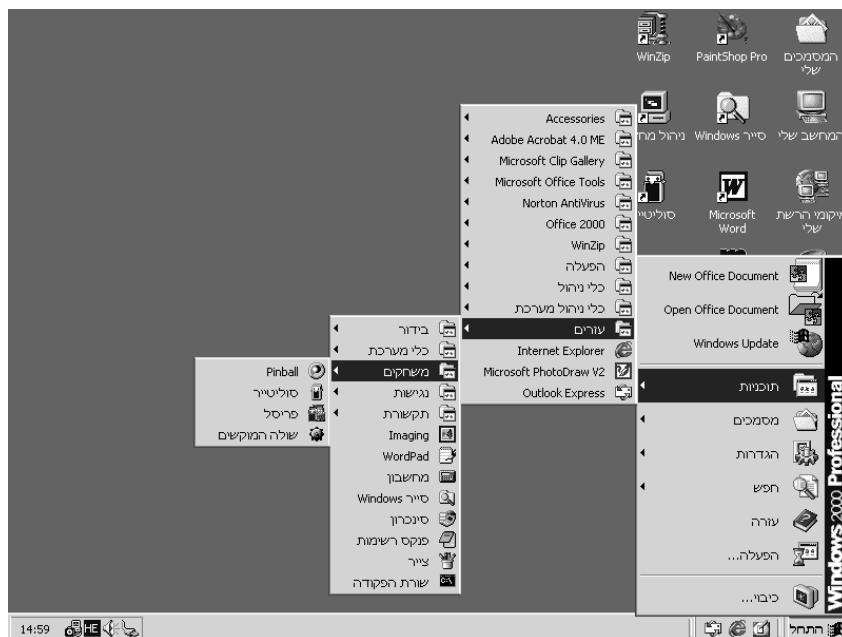 WinZip
PaintShop Pro
המסמכים
שלי
ניהול מח
סייר Windows
המחשב שלי
סוליטיי
Microsoft
Word
מיקומי הרשת
שלי
New Office Document
Open Office Document
Windows Update
תוכניות
מסמכים
הגדרות
חפש
עזרה
הפעלה...
כיבוי...
Windows 2000 Professional
Accessories
Adobe Acrobat 4.0 ME
Microsoft Clip Gallery
Microsoft Office Tools
Norton AntiVirus
Office 2000
WinZip
הפעלה
כלי ניהול
כלי ניהול מערכת
עזרים
Internet Explorer
Microsoft PhotoDraw V2
Outlook Express
בידור
כלי מערכת
משחקים
נגישות
תקשורת
Imaging
WordPad
מחשבון
סייר Windows
סינכרון
פנקס רשימות
צייר
שורת הפקודה
Pinball
סוליטייר
פריסל
שולה המוקשים
התחל
HE
14:59